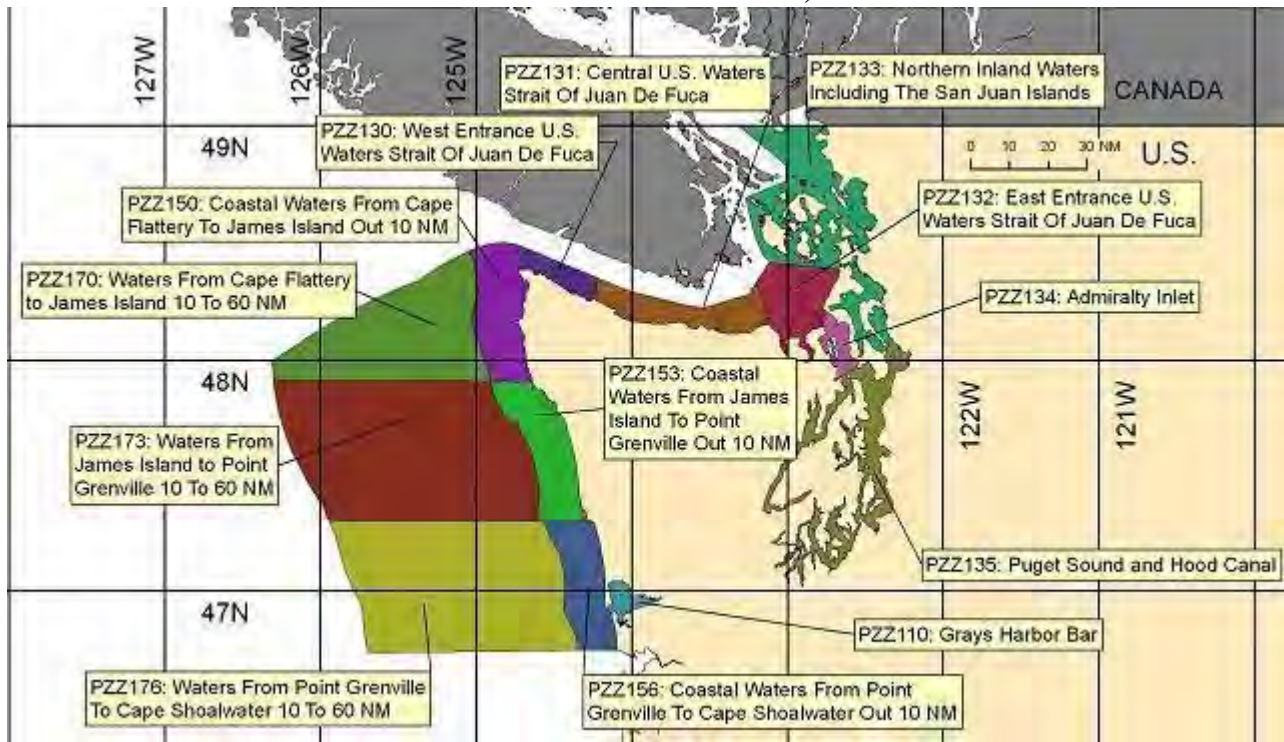 127W
126W
125W
PZZ131: Central U.S. Waters
Strait Of Juan De Fuca
PZZ133: Northern Inland Waters
Including The San Juan Islands
CANADA
49N
PZZ130: West Entrance U.S.
Waters Strait Of Juan De Fuca
0 10 20 30 NM
U.S.
PZZ150: Coastal Waters From Cape
Flattery To James Island Out 10 NM
PZZ132: East Entrance U.S.
Waters Strait Of Juan De Fuca
PZZ170: Waters From Cape Flattery
to James Island 10 To 60 NM
PZZ134: Admiralty Inlet
48N
PZZ153: Coastal
Waters From James
Island To Point
Grenville Out 10 NM
122W
121W
PZZ173: Waters From
James Island to Point
Grenville 10 To 60 NM
PZZ135: Puget Sound and Hood Canal
47N
PZZ110: Grays Harbor Bar
PZZ176: Waters From Point Grenville
To Cape Shoalwater 10 To 60 NM
PZZ156: Coastal Waters From Point
Grenville To Cape Shoalwater Out 10 NM